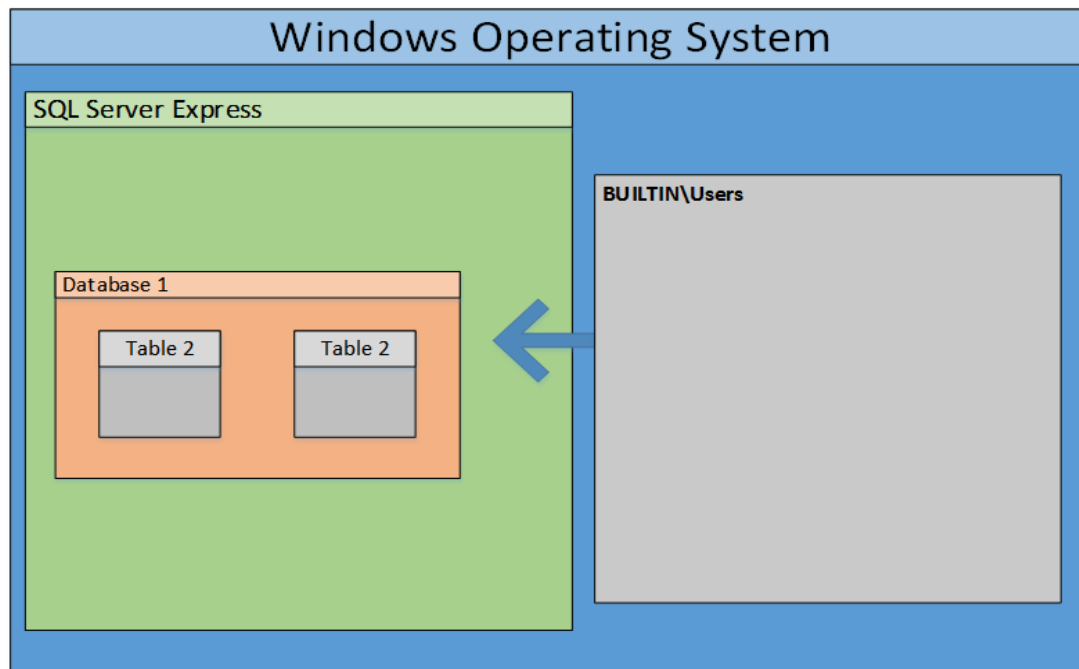 Windows Operating System
SQL Server Express
BUILTIN\Users
Database 1
Table 2
Table 2